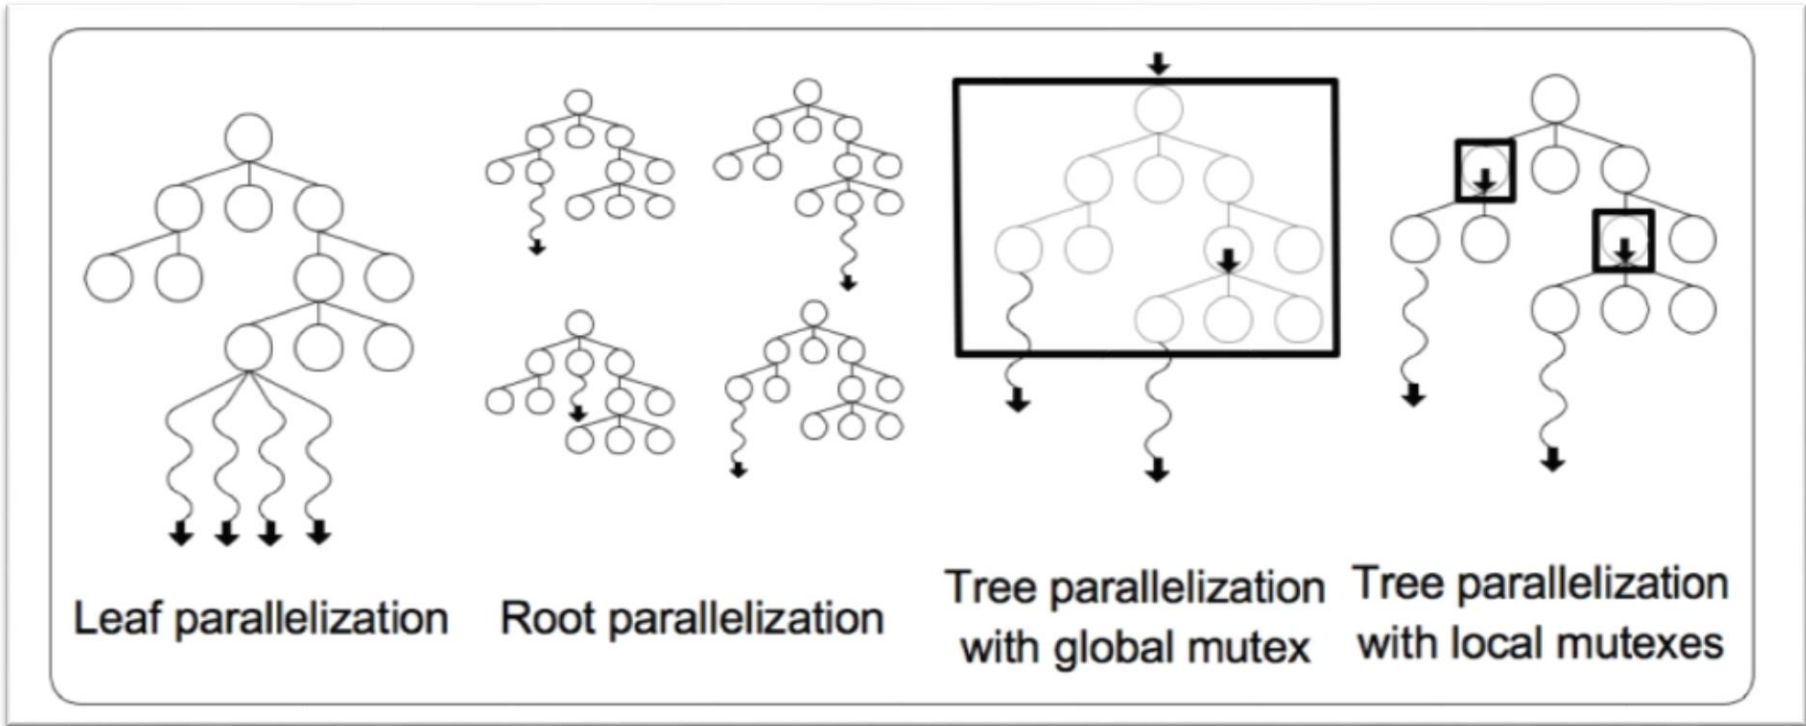 Leaf parallelization
Root parallelization
Tree parallelization
with global mutex
Tree parallelization
with local mutexes